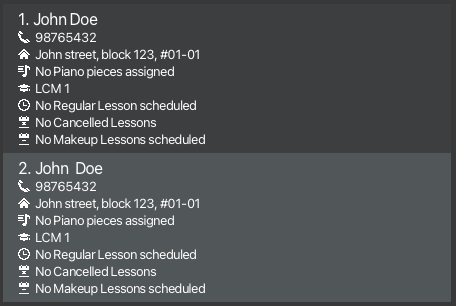 1. John Doe
98765432
John street, block 123, #01-01
No Piano pieces assigned
LCM 1
No Regular Lesson scheduled
No Cancelled Lessons
No Makeup Lessons scheduled
2. John  Doe
98765432
John street, block 123, #01-01
No Piano pieces assigned
LCM 1
No Regular Lesson scheduled
No Cancelled Lessons
No Makeup Lessons scheduled